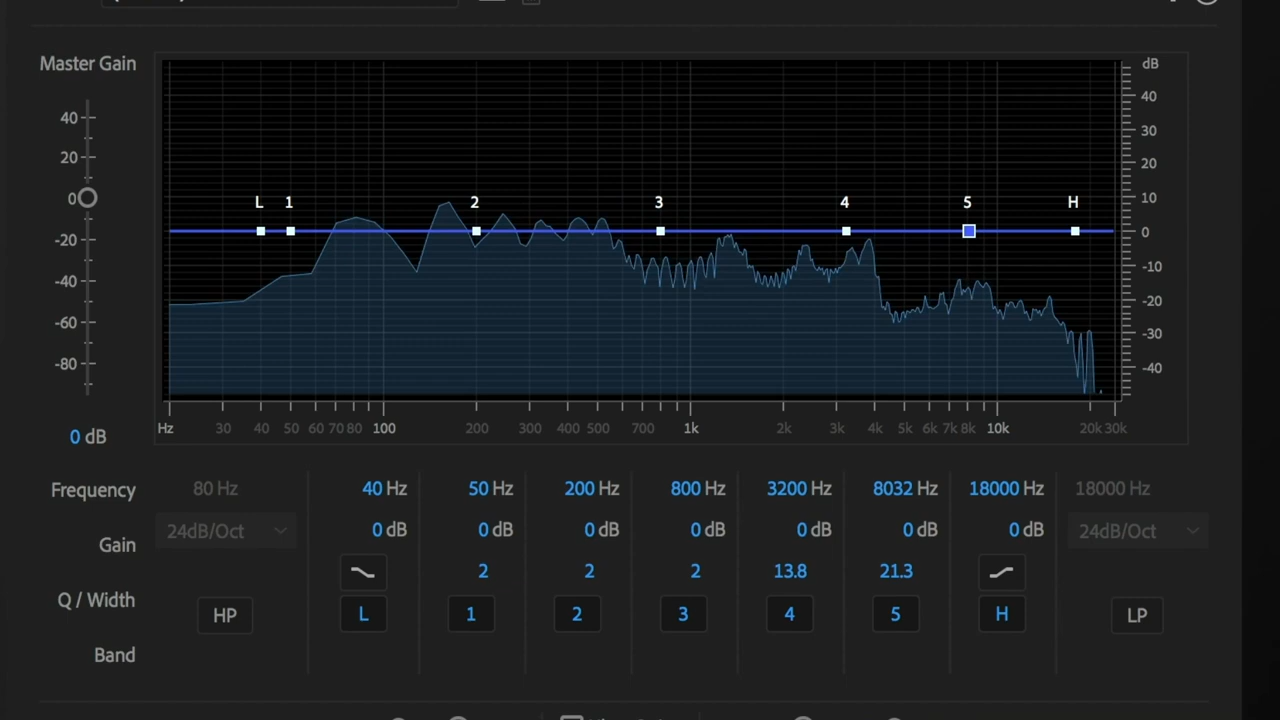 Master Gain
dB
40
30
20
10
0
-10
-20
-30
-40
40
20
0
-20
-40
-60
-80
L 1 2 3 4 5 H
Hz 30 40 50 60 70 80 100 200 300 400 500 700 1k 2k 3k 4k 5k 6k 7k 8k 10k 20k 30k
0 dB
Frequency 80 Hz 40 Hz 50 Hz 200 Hz 800 Hz 3200 Hz 8032 Hz 18000 Hz 18000 Hz
24dB/Oct 0 dB 0 dB 0 dB 0 dB 0 dB 0 dB 0 dB 24dB/Oct
Gain
2 2 2 13.8 21.3
Q / Width
HP L 1 2 3 4 5 H LP
Band